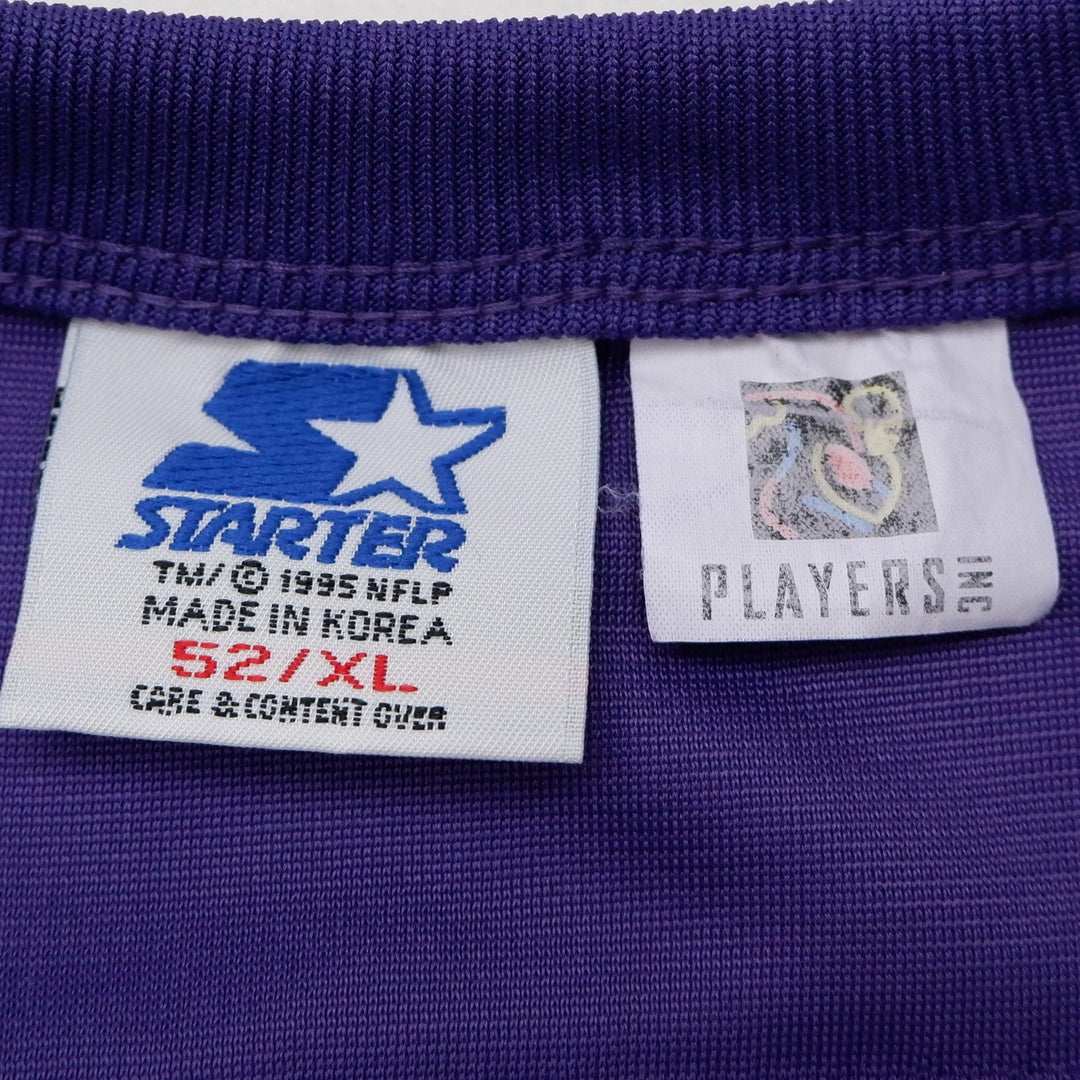 STARTER
TM/© 1995 NFLP
MADE IN KOREA
52/XL
CARE & CONTENT OVER
PLAYERS INC